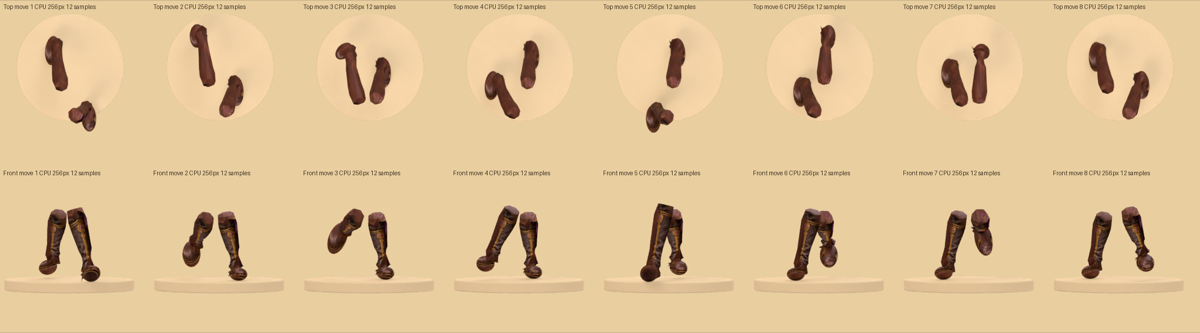 Top move 1 CPU 256px 12 samples
Top move 2 CPU 256px 12 samples
Top move 3 CPU 256px 12 samples
Top move 4 CPU 256px 12 samples
Top move 5 CPU 256px 12 samples
Top move 6 CPU 256px 12 samples
Top move 7 CPU 256px 12 samples
Top move 8 CPU 256px 12 samples
Front move 1 CPU 256px 12 samples
Front move 2 CPU 256px 12 samples
Front move 3 CPU 256px 12 samples
Front move 4 CPU 256px 12 samples
Front move 5 CPU 256px 12 samples
Front move 6 CPU 256px 12 samples
Front move 7 CPU 256px 12 samples
Front move 8 CPU 256px 12 samples